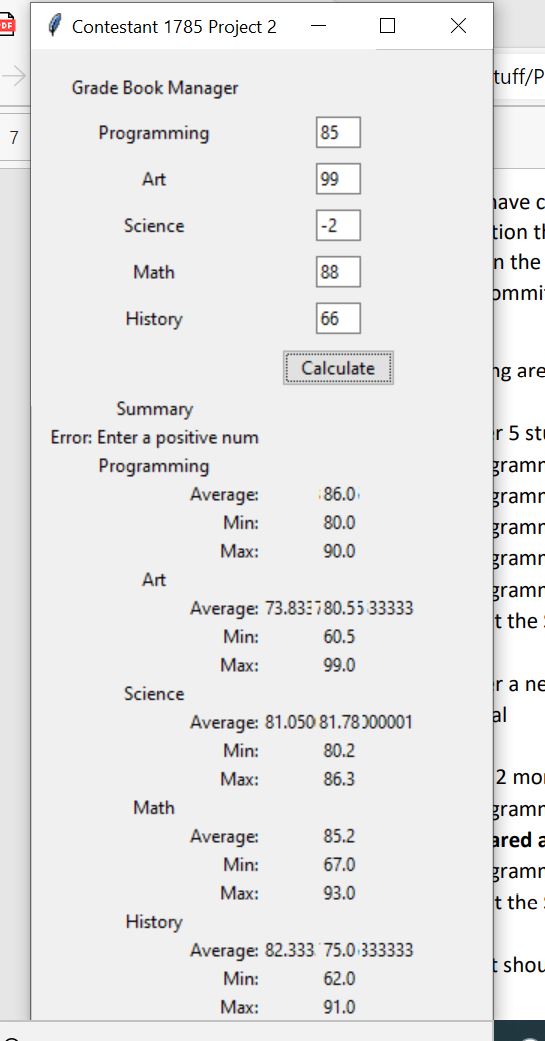 Contestant 1785 Project 2
PDF
tuff/P
7
Grade Book Manager
Programming 85
Art 99
Science -2
Math 88
History 66
Calculate
Summary
Error: Enter a positive num
Programming
Average: 86.0
Min: 80.0
Max: 90.0
Art
Average: 73.833 80.55 33333
Min: 60.5
Max: 99.0
Science
Average: 81.050 81.78 000001
Min: 80.2
Max: 86.3
Math
Average: 85.2
Min: 67.0
Max: 93.0
History
Average: 82.333 75.0 333333
Min: 62.0
Max: 91.0
have c
tion th
n the
ommi
ng are
r 5 stu
gramm
gramm
gramm
gramm
gramm
t the S
r a ne
al
2 mor
gramm
ared a
gramm
t the S
t shou